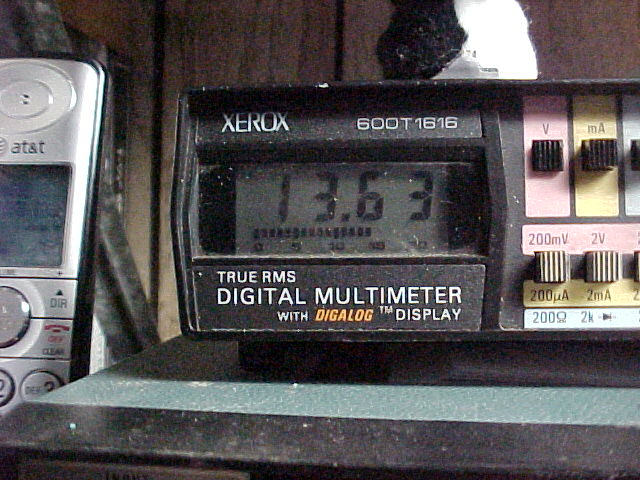 XEROX 600T1616
13.63
0 5 10 15
TRUE RMS
DIGITAL MULTIMETER
WITH DIGALOG TM DISPLAY
V mA
200mV 2V
200µA 2mA
200Ω 2k
at&t
DIR
OFF
CLEAR